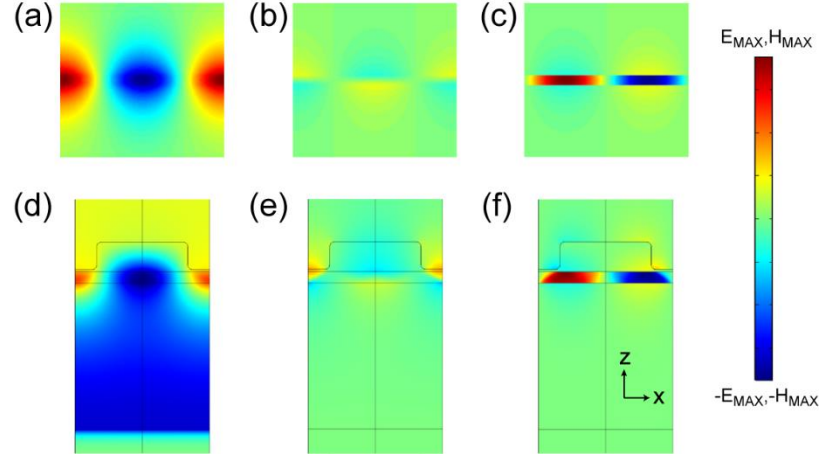 (a) (b) (c) E_MAX,H_MAX
(d) (e) (f)
Z
X
-E_MAX,-H_MAX